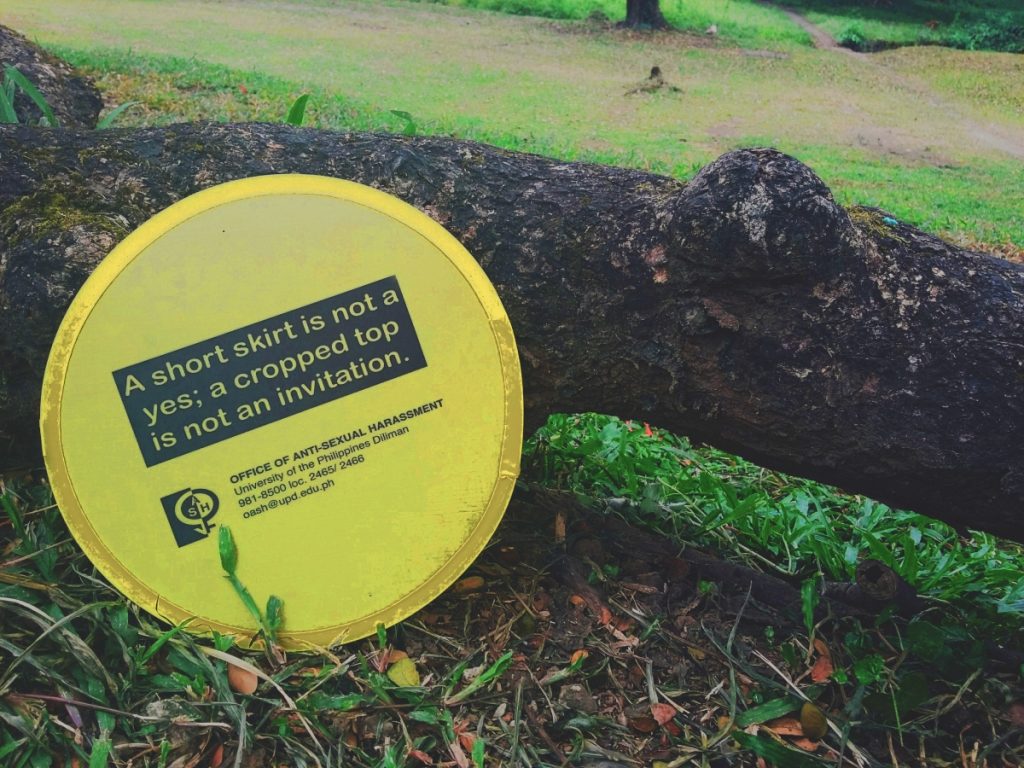 A short skirt is not a
yes; a cropped top
is not an invitation.
OFFICE OF ANTI-SEXUAL HARASSMENT
University of the Philippines Diliman
981-8500 loc. 2465/ 2466
oash@upd.edu.ph
SH